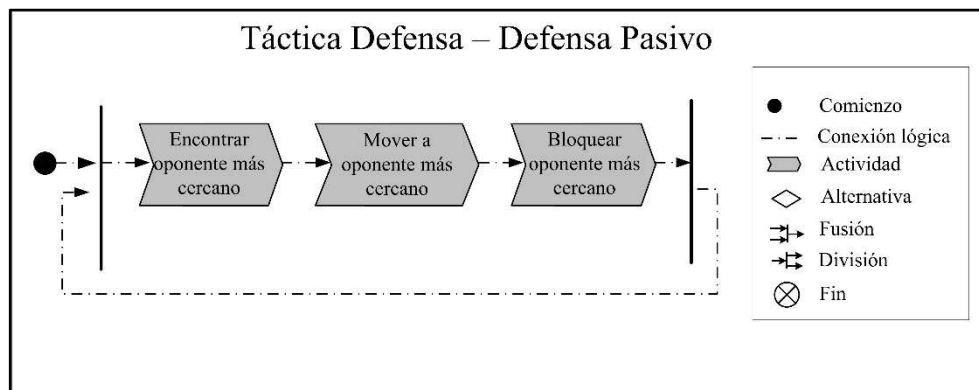 Táctica Defensa – Defensa Pasivo
Encontrar
oponente más
cercano
Mover a
oponente más
cercano
Bloquear
oponente más
cercano
Comienzo
Conexión lógica
Actividad
Alternativa
Fusión
División
Fin